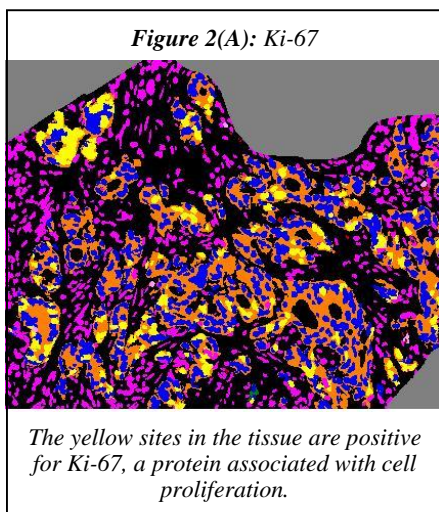 Figure 2(A): Ki-67
The yellow sites in the tissue are positive
for Ki-67, a protein associated with cell
proliferation.